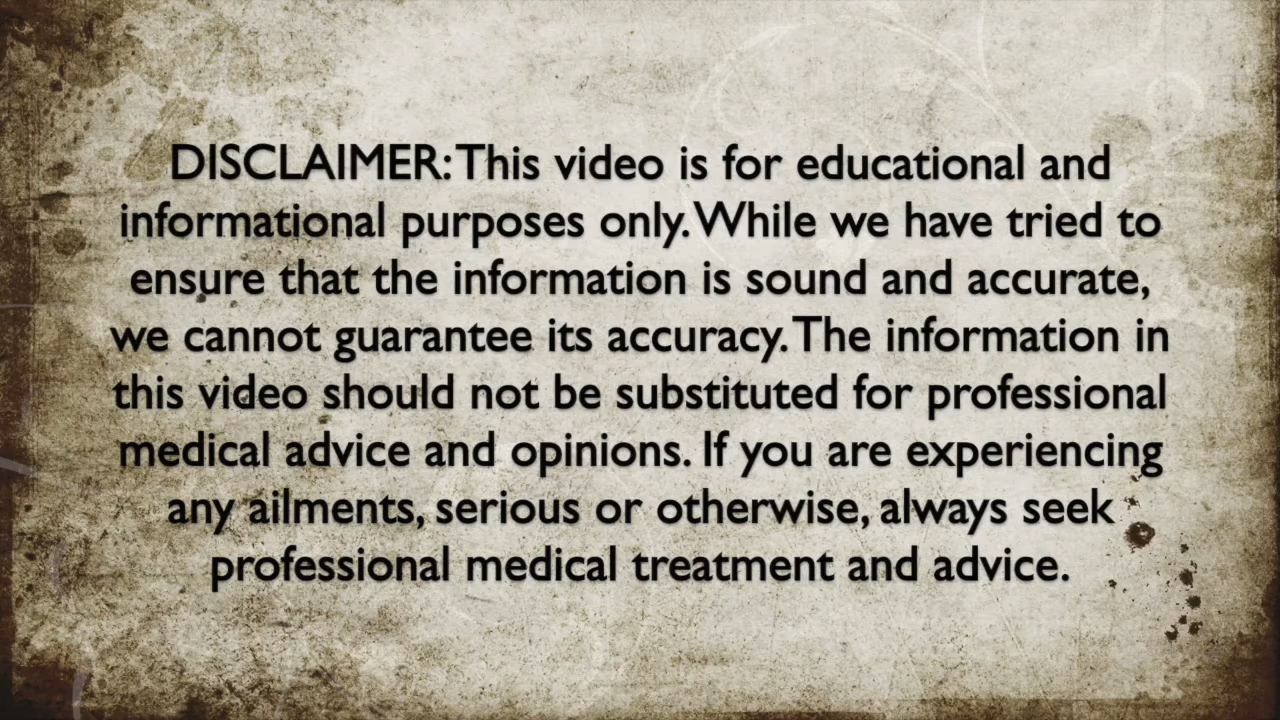 DISCLAIMER: This video is for educational and
informational purposes only. While we have tried to
ensure that the information is sound and accurate,
we cannot guarantee its accuracy. The information in
this video should not be substituted for professional
medical advice and opinions. If you are experiencing
any ailments, serious or otherwise, always seek
professional medical treatment and advice.